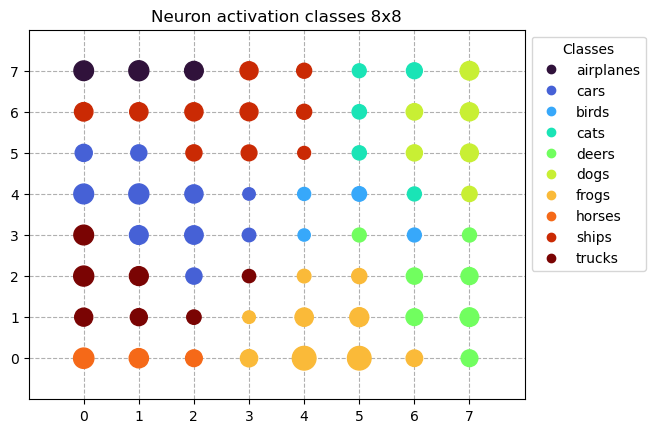 Neuron activation classes 8x8
7
6
5
4
3
2
1
0
0 1 2 3 4 5 6 7
Classes
airplanes
cars
birds
cats
deers
dogs
frogs
horses
ships
trucks